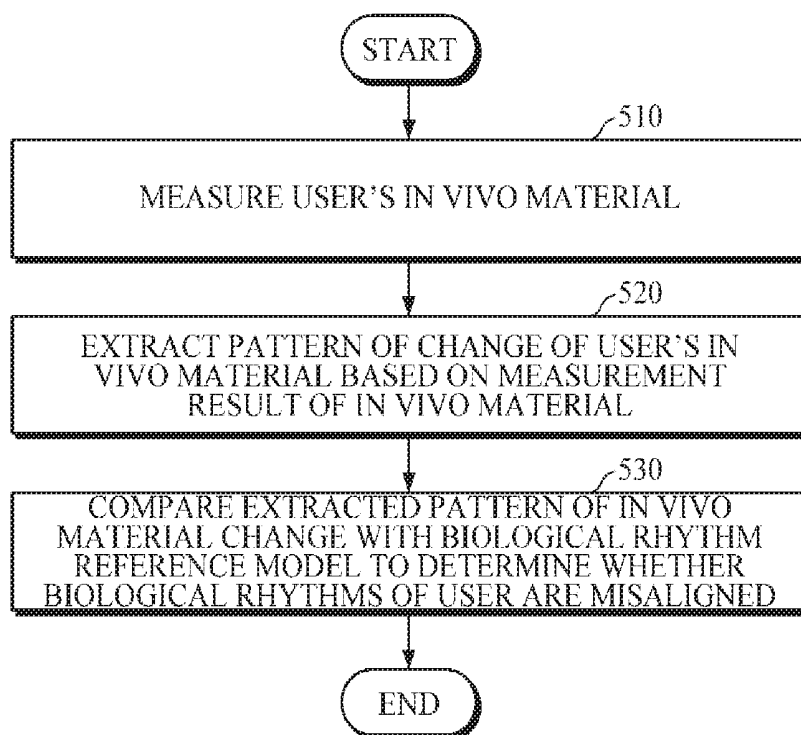 START
510
MEASURE USER'S IN VIVO MATERIAL
520
EXTRACT PATTERN OF CHANGE OF USER'S IN
VIVO MATERIAL BASED ON MEASUREMENT
RESULT OF IN VIVO MATERIAL
530
COMPARE EXTRACTED PATTERN OF IN VIVO
MATERIAL CHANGE WITH BIOLOGICAL RHYTHM
REFERENCE MODEL TO DETERMINE WHETHER
BIOLOGICAL RHYTHMS OF USER ARE MISALIGNED
END